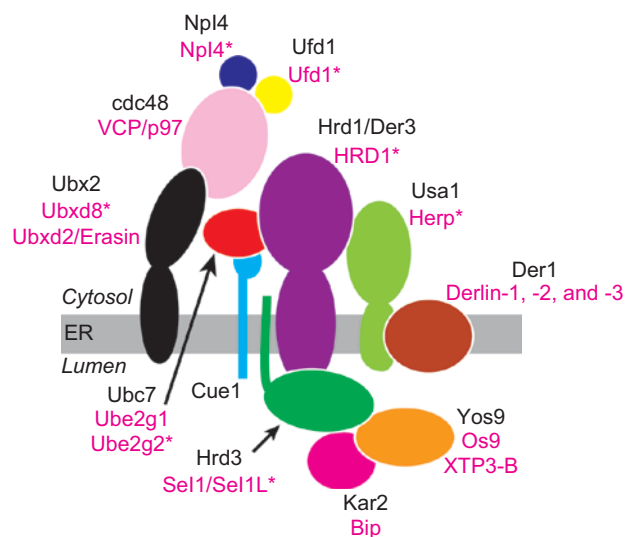 Npl4
Npl4*
Ufd1
Ufd1*
cdc48
VCP/p97
Hrd1/Der3
HRD1*
Ubx2
Ubxd8*
Ubxd2/Erasin
Usa1
Herp*
Der1
Derlin-1, -2, and -3
Cytosol
ER
Lumen
Ubc7
Ube2g1
Ube2g2*
Cue1
Hrd3
Sel1/Sel1L*
Yos9
Os9
XTP3-B
Kar2
Bip